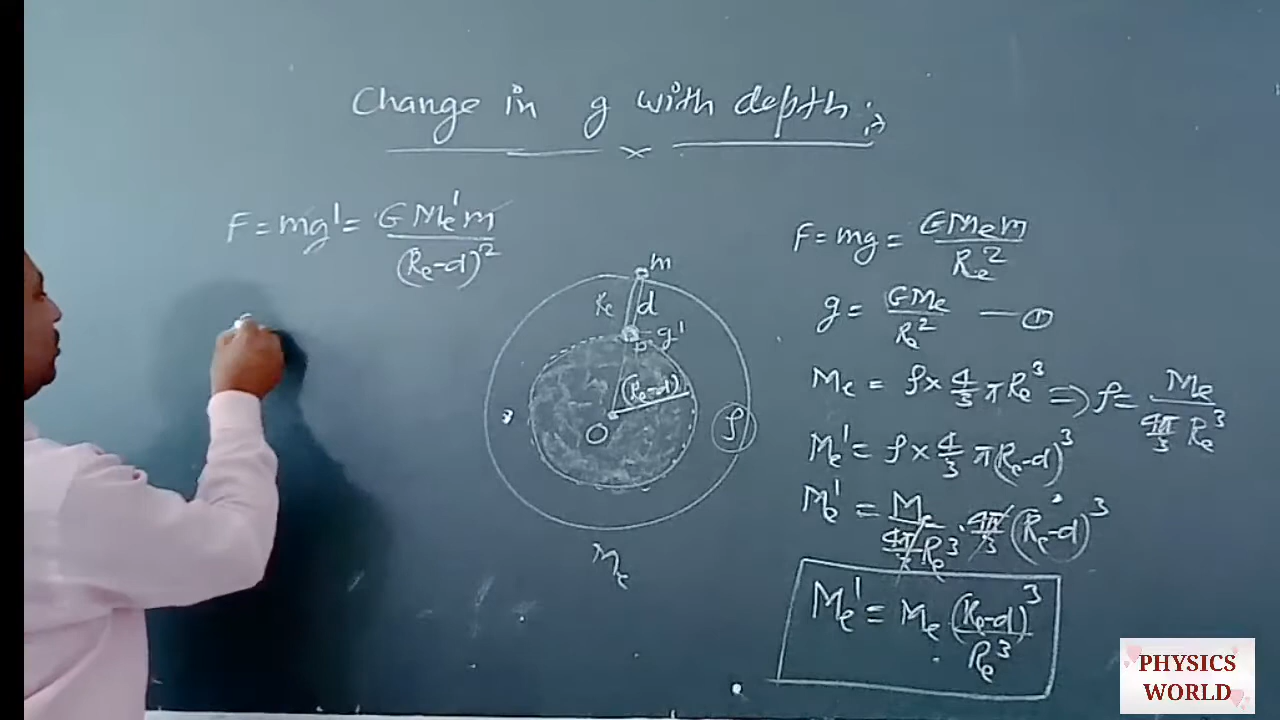 Change in g with depth :→
F = mg' = GMe'm/(Re-d)²
m
Re
d
g'
(Re-d)
O
ρ
Me
F = mg = GMem/Re²
g = GMe/Re² — ①
Me = ρ × 4/3 πRe³ ⇒ ρ = Me/(4π/3 Re³)
Me' = ρ × 4/3 π(Re-d)³
Me' = Me/(4π/3 Re³) · 4π/3 (Re-d)³
Me' = Me (Re-d)³/Re³
PHYSICS
WORLD